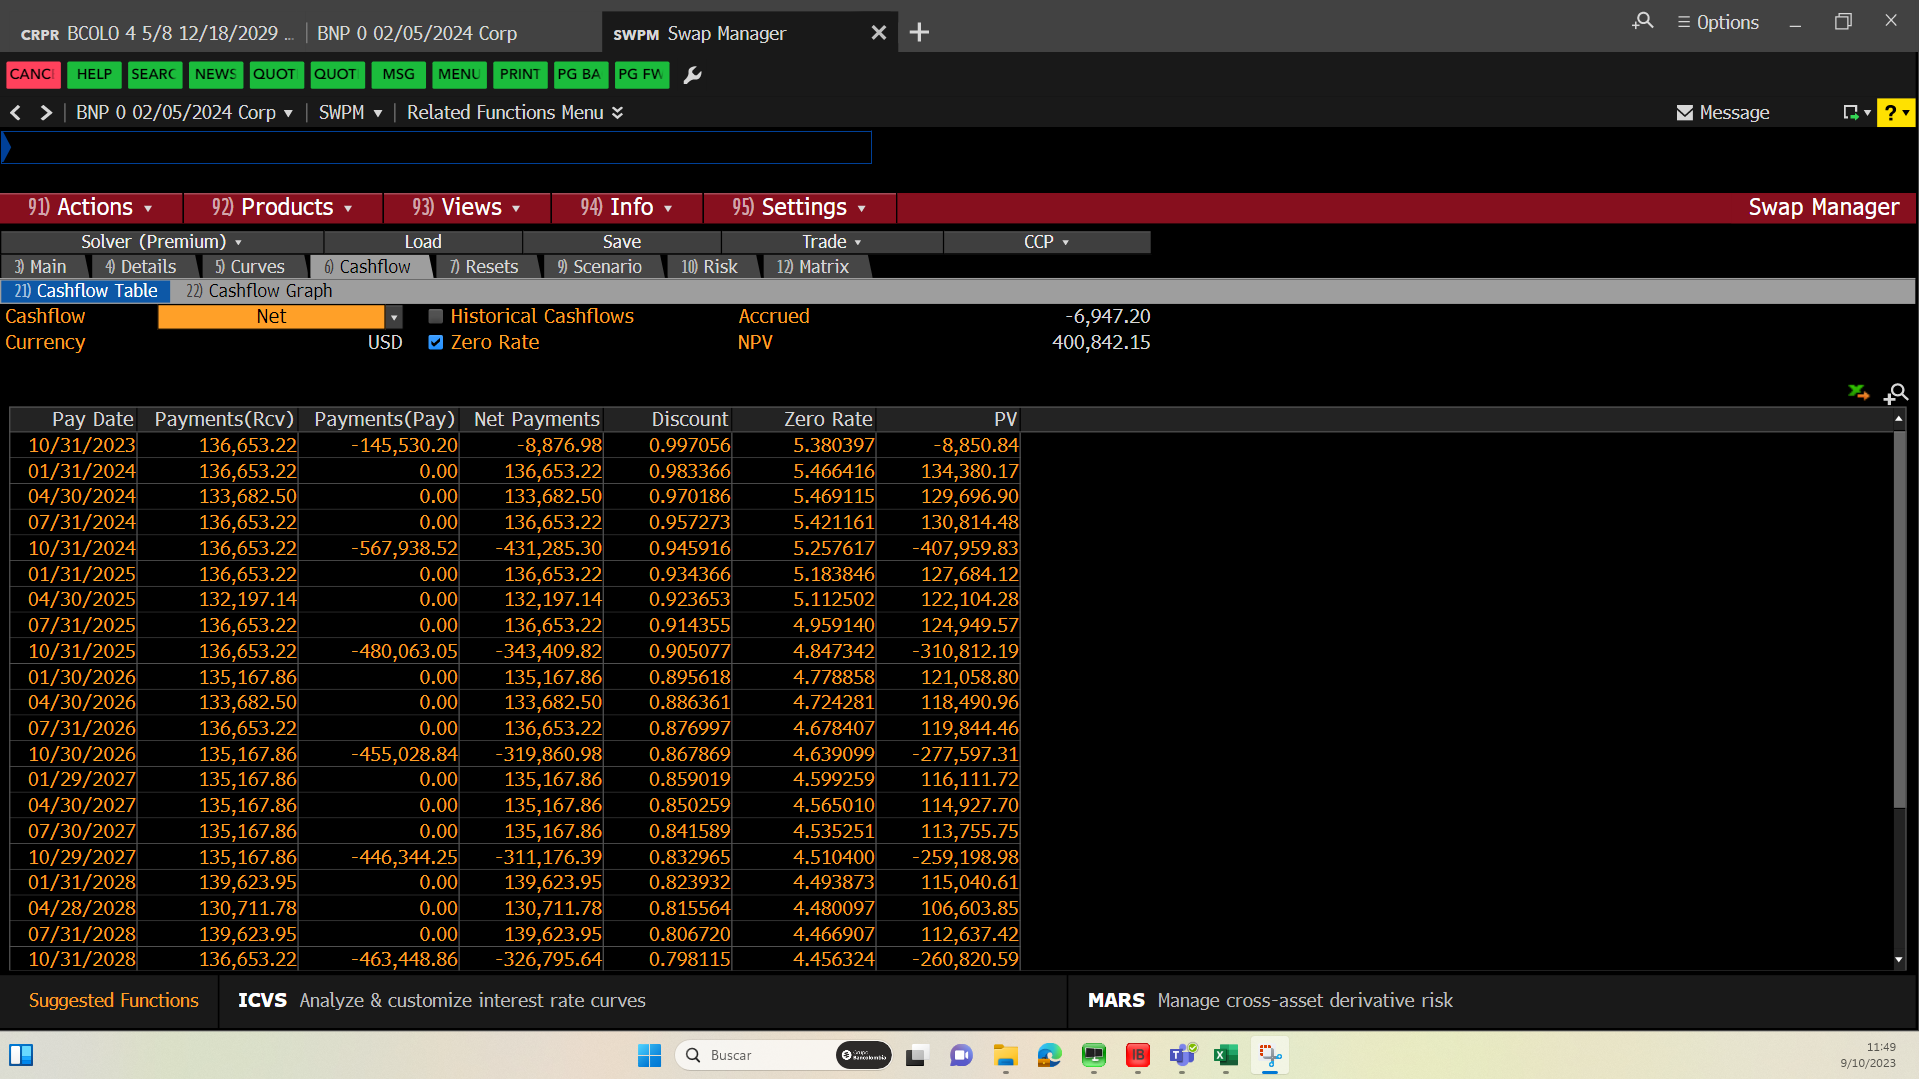 CRPR BCOLO 4 5/8 12/18/2029 ... BNP 0 02/05/2024 Corp SWPM Swap Manager Options
CANC HELP SEARC NEWS QUOT QUOT MSG MENU PRINT PG BA PG FW
BNP 0 02/05/2024 Corp SWPM Related Functions Menu Message ?
91) Actions 92) Products 93) Views 94) Info 95) Settings Swap Manager
Solver (Premium) Load Save Trade CCP
3) Main 4) Details 5) Curves 6) Cashflow 7) Resets 9) Scenario 10) Risk 12) Matrix
21) Cashflow Table 22) Cashflow Graph
Cashflow Net Historical Cashflows Accrued -6,947.20
Currency USD Zero Rate NPV 400,842.15
Pay Date Payments(Rcv) Payments(Pay) Net Payments Discount Zero Rate PV
10/31/2023 136,653.22 -145,530.20 -8,876.98 0.997056 5.380397 -8,850.84
01/31/2024 136,653.22 0.00 136,653.22 0.983366 5.466416 134,380.17
04/30/2024 133,682.50 0.00 133,682.50 0.970186 5.469115 129,696.90
07/31/2024 136,653.22 0.00 136,653.22 0.957273 5.421161 130,814.48
10/31/2024 136,653.22 -567,938.52 -431,285.30 0.945916 5.257617 -407,959.83
01/31/2025 136,653.22 0.00 136,653.22 0.934366 5.183846 127,684.12
04/30/2025 132,197.14 0.00 132,197.14 0.923653 5.112502 122,104.28
07/31/2025 136,653.22 0.00 136,653.22 0.914355 4.959140 124,949.57
10/31/2025 136,653.22 -480,063.05 -343,409.82 0.905077 4.847342 -310,812.19
01/30/2026 135,167.86 0.00 135,167.86 0.895618 4.778858 121,058.80
04/30/2026 133,682.50 0.00 133,682.50 0.886361 4.724281 118,490.96
07/31/2026 136,653.22 0.00 136,653.22 0.876997 4.678407 119,844.46
10/30/2026 135,167.86 -455,028.84 -319,860.98 0.867869 4.639099 -277,597.31
01/29/2027 135,167.86 0.00 135,167.86 0.859019 4.599259 116,111.72
04/30/2027 135,167.86 0.00 135,167.86 0.850259 4.565010 114,927.70
07/30/2027 135,167.86 0.00 135,167.86 0.841589 4.535251 113,755.75
10/29/2027 135,167.86 -446,344.25 -311,176.39 0.832965 4.510400 -259,198.98
01/31/2028 139,623.95 0.00 139,623.95 0.823932 4.493873 115,040.61
04/28/2028 130,711.78 0.00 130,711.78 0.815564 4.480097 106,603.85
07/31/2028 139,623.95 0.00 139,623.95 0.806720 4.466907 112,637.42
10/31/2028 136,653.22 -463,448.86 -326,795.64 0.798115 4.456324 -260,820.59
Suggested Functions ICVS Analyze & customize interest rate curves MARS Manage cross-asset derivative risk
Buscar Grupo Bancolombia IB
11:49
9/10/2023